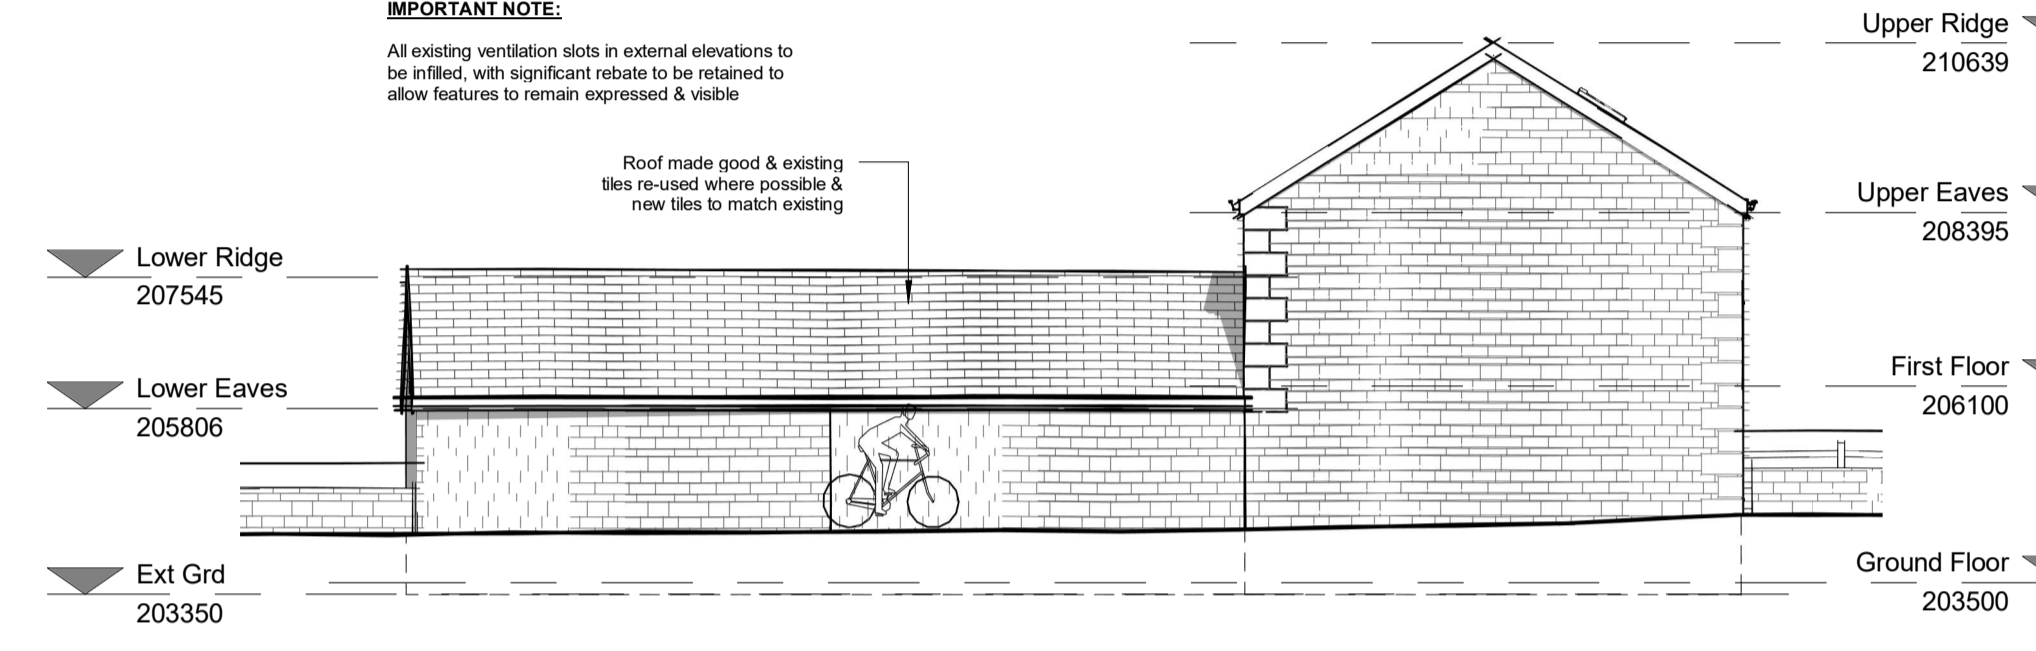 IMPORTANT NOTE:
All existing ventilation slots in external elevations to
be infilled, with significant rebate to be retained to
allow features to remain expressed & visible
Roof made good & existing
tiles re-used where possible &
new tiles to match existing
Lower Ridge
207545
Lower Eaves
205806
Ext Grd
203350
Upper Ridge
210639
Upper Eaves
208395
First Floor
206100
Ground Floor
203500